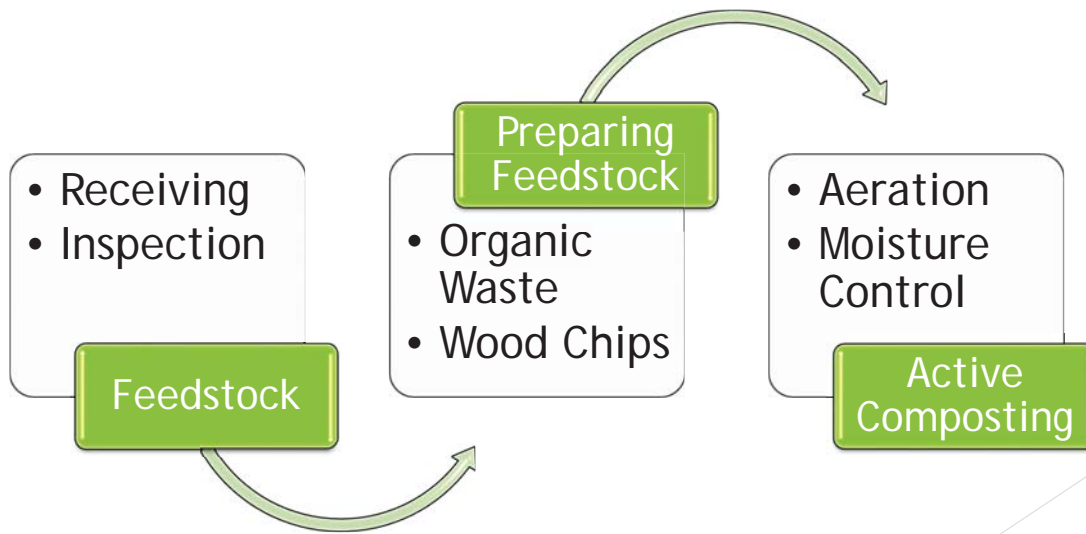 • Receiving
• Inspection
Feedstock
Preparing
Feedstock
• Organic
Waste
• Wood Chips
• Aeration
• Moisture
Control
Active
Composting